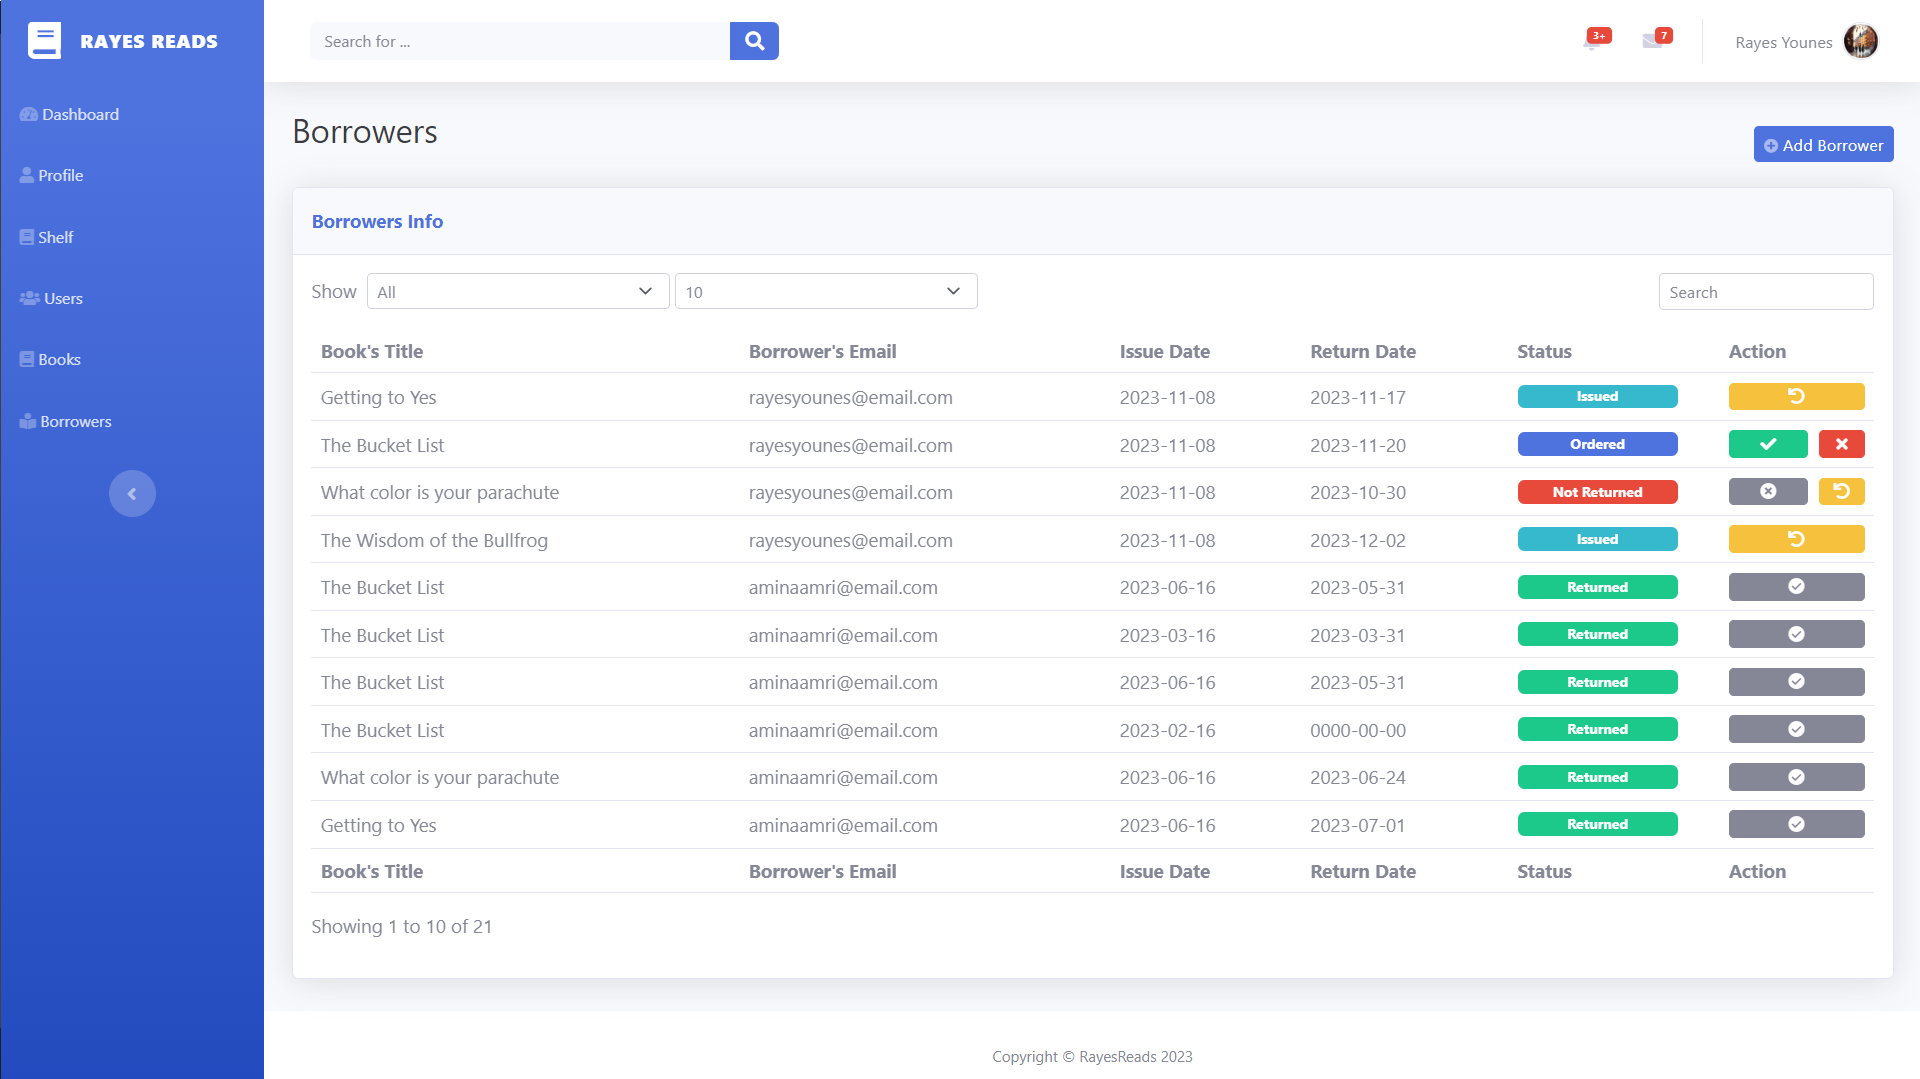 RAYES READS
Search for ...
3+
7
Rayes Younes
Dashboard
Profile
Shelf
Users
Books
Borrowers
Borrowers
Add Borrower
Borrowers Info
Show All 10 Search
Book's Title Borrower's Email Issue Date Return Date Status Action
Getting to Yes rayesyounes@email.com 2023-11-08 2023-11-17 Issued
The Bucket List rayesyounes@email.com 2023-11-08 2023-11-20 Ordered
What color is your parachute rayesyounes@email.com 2023-11-08 2023-10-30 Not Returned
The Wisdom of the Bullfrog rayesyounes@email.com 2023-11-08 2023-12-02 Issued
The Bucket List aminaamri@email.com 2023-06-16 2023-05-31 Returned
The Bucket List aminaamri@email.com 2023-03-16 2023-03-31 Returned
The Bucket List aminaamri@email.com 2023-06-16 2023-05-31 Returned
The Bucket List aminaamri@email.com 2023-02-16 0000-00-00 Returned
What color is your parachute aminaamri@email.com 2023-06-16 2023-06-24 Returned
Getting to Yes aminaamri@email.com 2023-06-16 2023-07-01 Returned
Book's Title Borrower's Email Issue Date Return Date Status Action
Showing 1 to 10 of 21
Copyright © RayesReads 2023